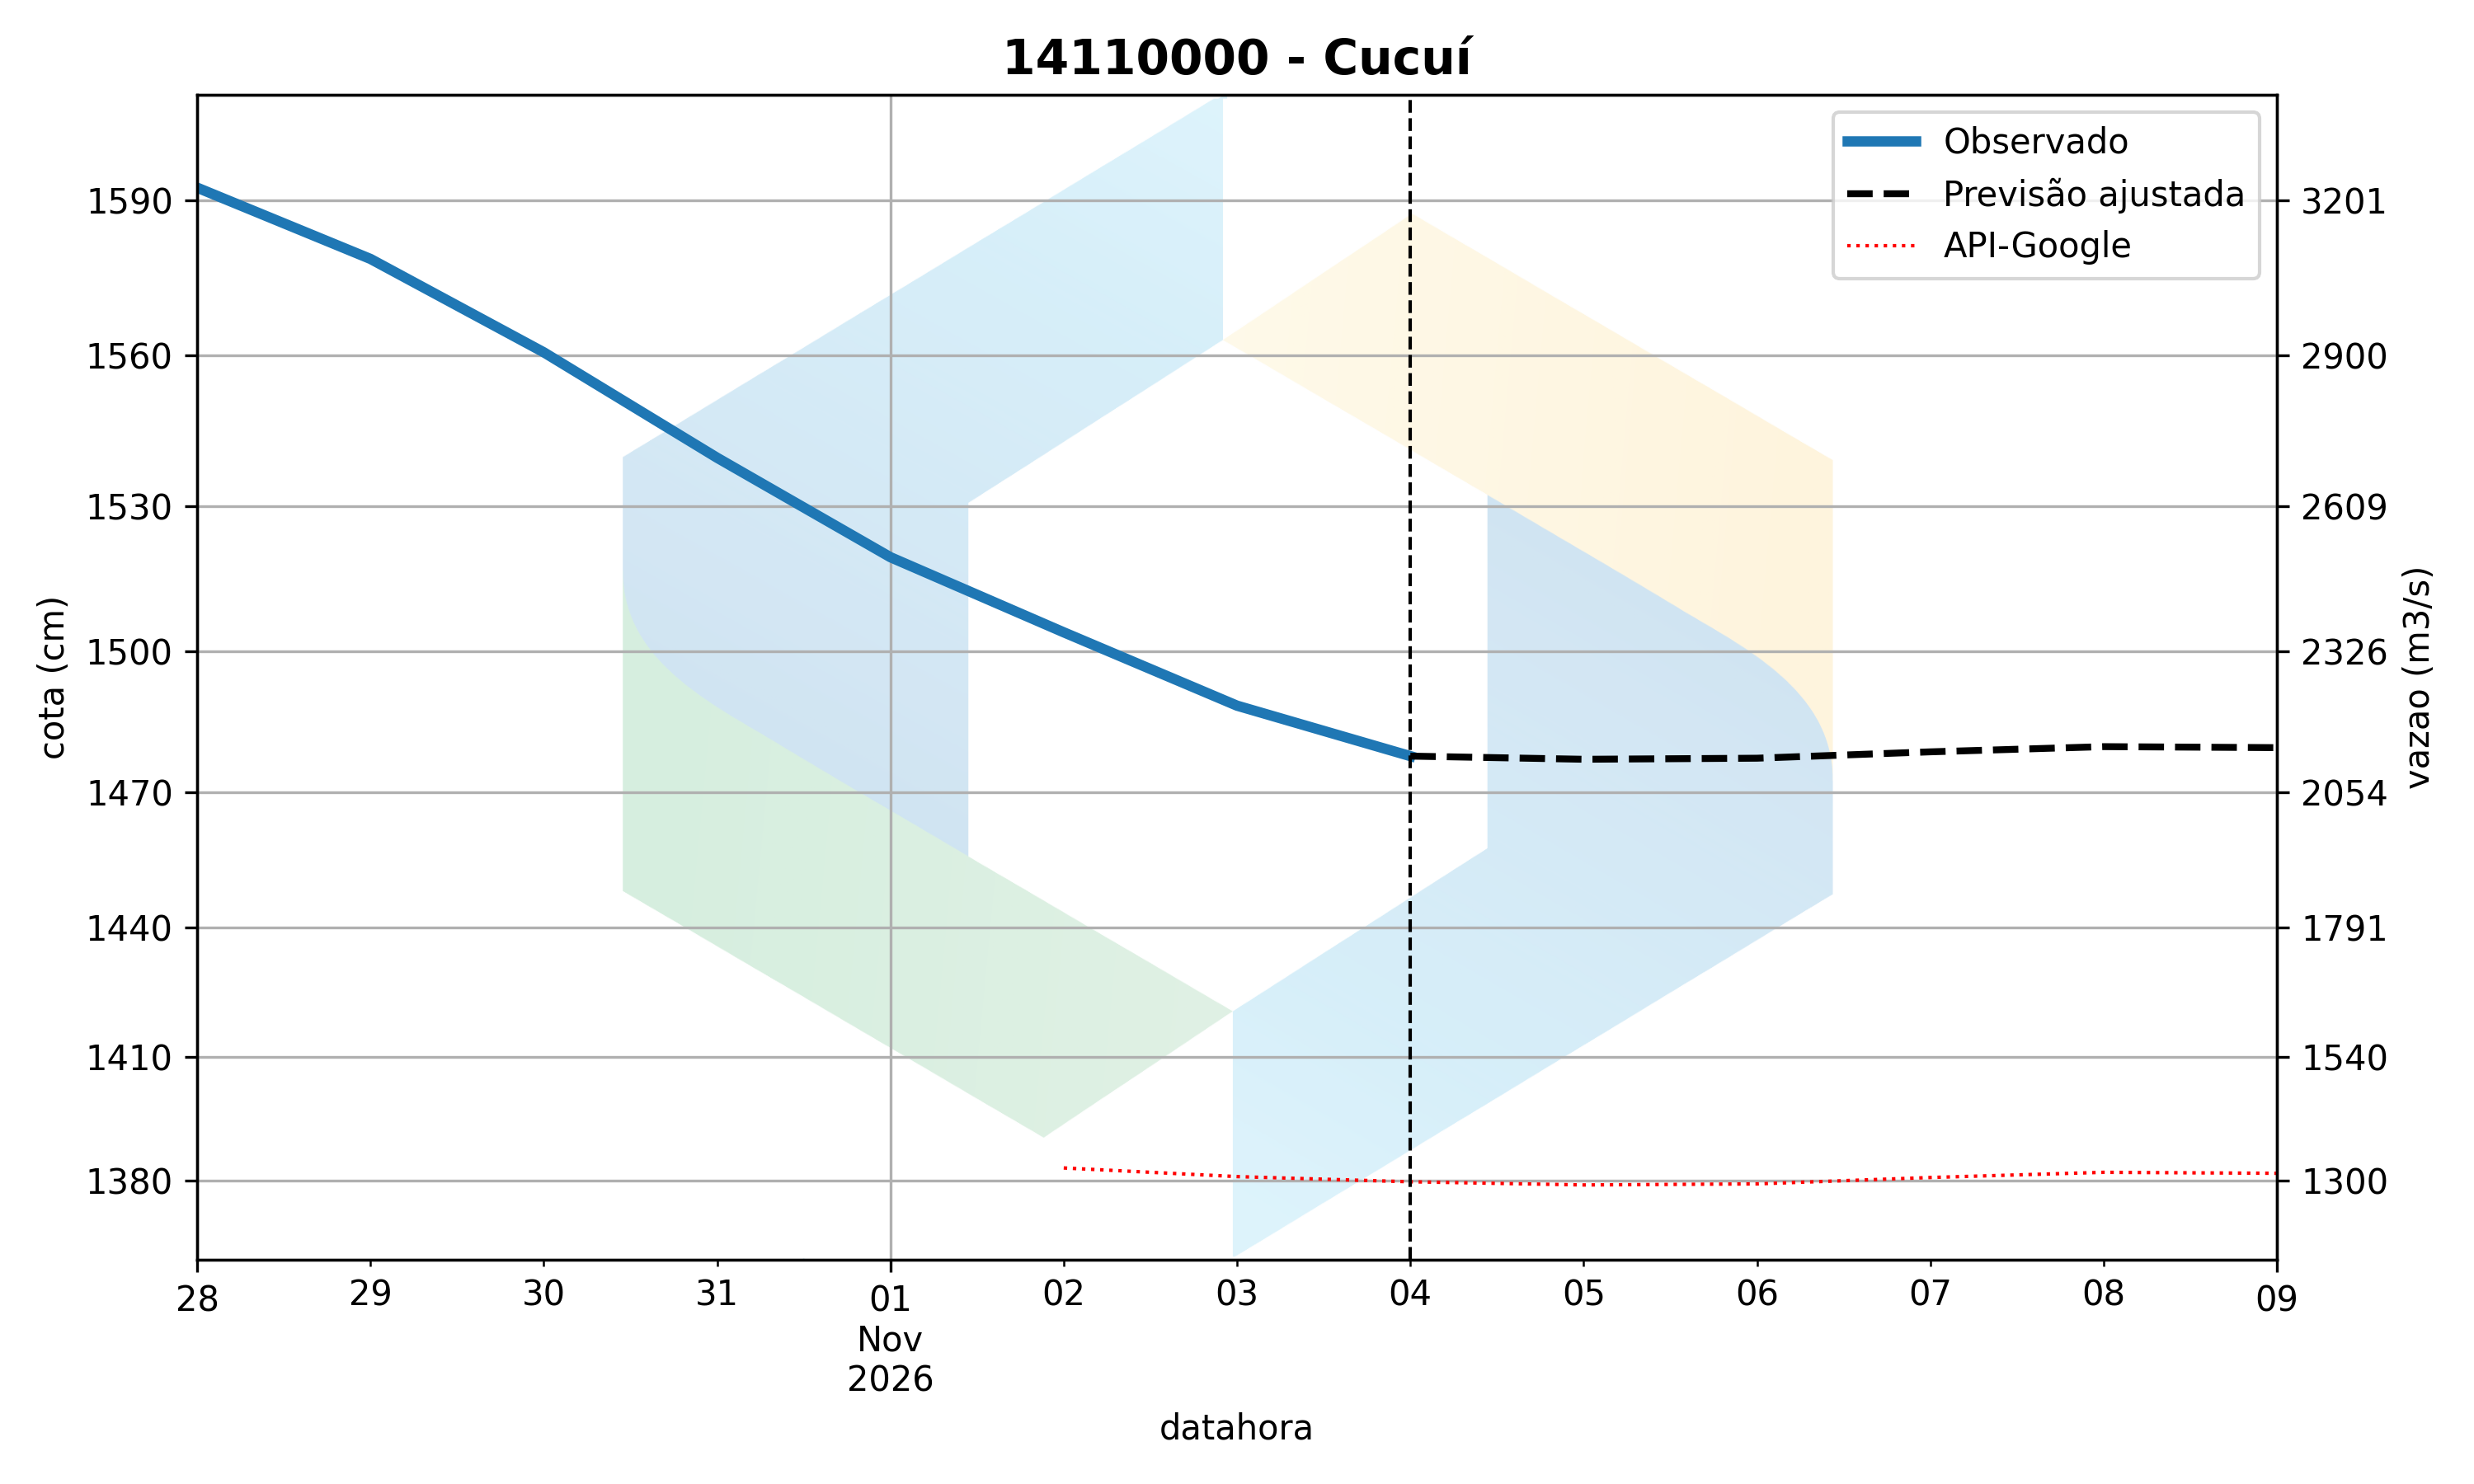 14110000 - Cucuí
Observado
Previsão ajustada
API-Google
cota (cm)
1590
1560
1530
1500
1470
1440
1410
1380
3201
2900
2609
2326
2054
1791
1540
1300
vazao (m3/s)
28 29 30 31 01 02 03 04 05 06 07 08 09
Nov
2026
datahora